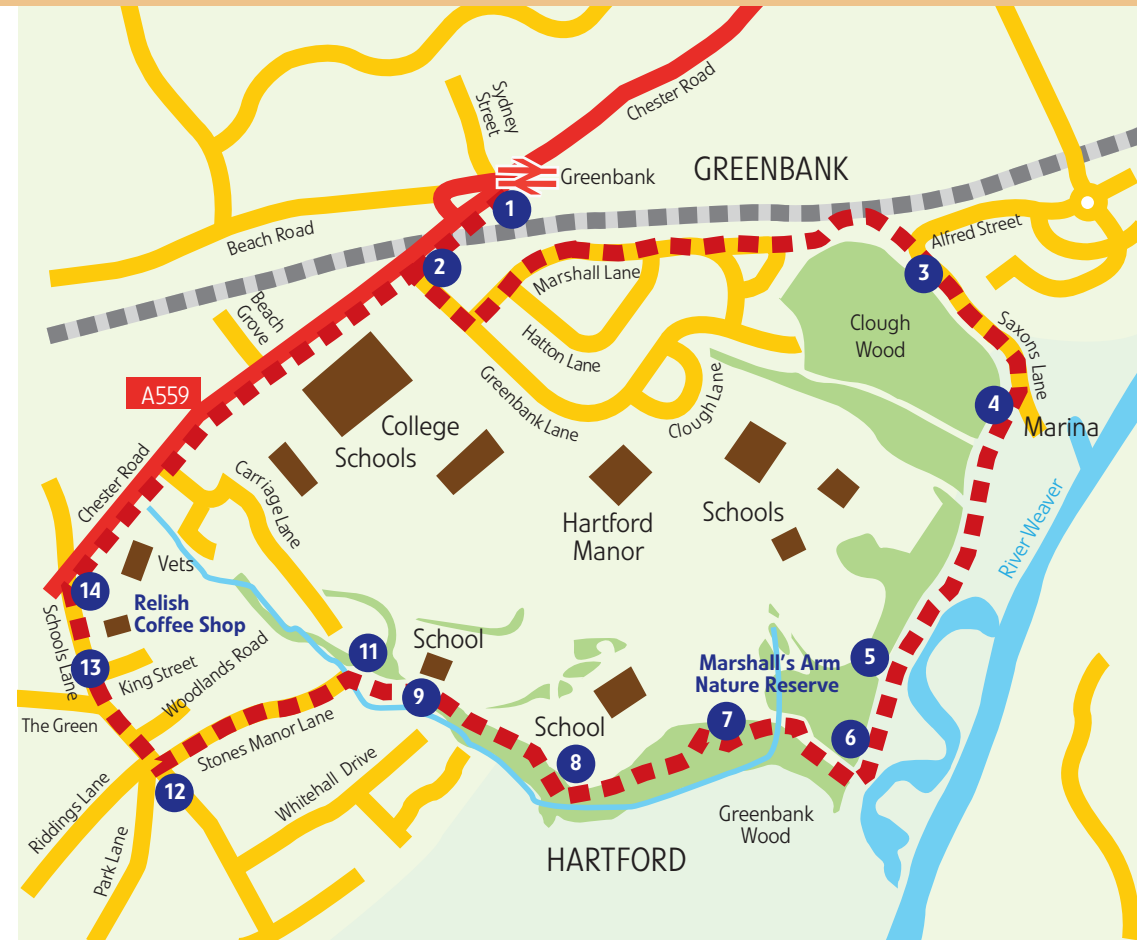 Sydney
Street
Chester Road
Greenbank
GREENBANK
1
Beach Road
2
Alfred Street
3
Marshall Lane
Beach
Grove
Hatton Lane
Clough
Wood
Saxons Lane
A559
Greenbank Lane
Clough Lane
4
Marina
College
Schools
Chester Road
Carriage Lane
Schools
Hartford
Manor
River Weaver
Vets
14
Relish
Coffee Shop
Schools Lane
13
King Street
Woodlands Road
11
School
9
Marshall's Arm
Nature Reserve
5
The Green
Stones Manor Lane
School
7
6
8
12
Whitehall Drive
Riddings Lane
Park Lane
Greenbank
Wood
HARTFORD